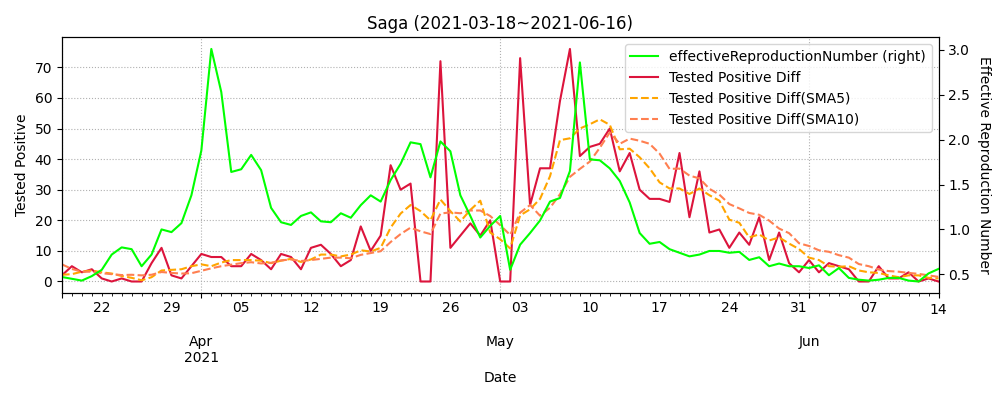 Saga (2021-03-18~2021-06-16)
effectiveReproductionNumber (right)
Tested Positive Diff
Tested Positive Diff(SMA5)
Tested Positive Diff(SMA10)
Tested Positive
70
60
50
40
30
20
10
0
3.0
2.5
2.0
1.5
1.0
0.5
Effective Reproduction Number
22 29 05 12 19 26 03 10 17 24 31 07 14
Apr May Jun
2021
Date